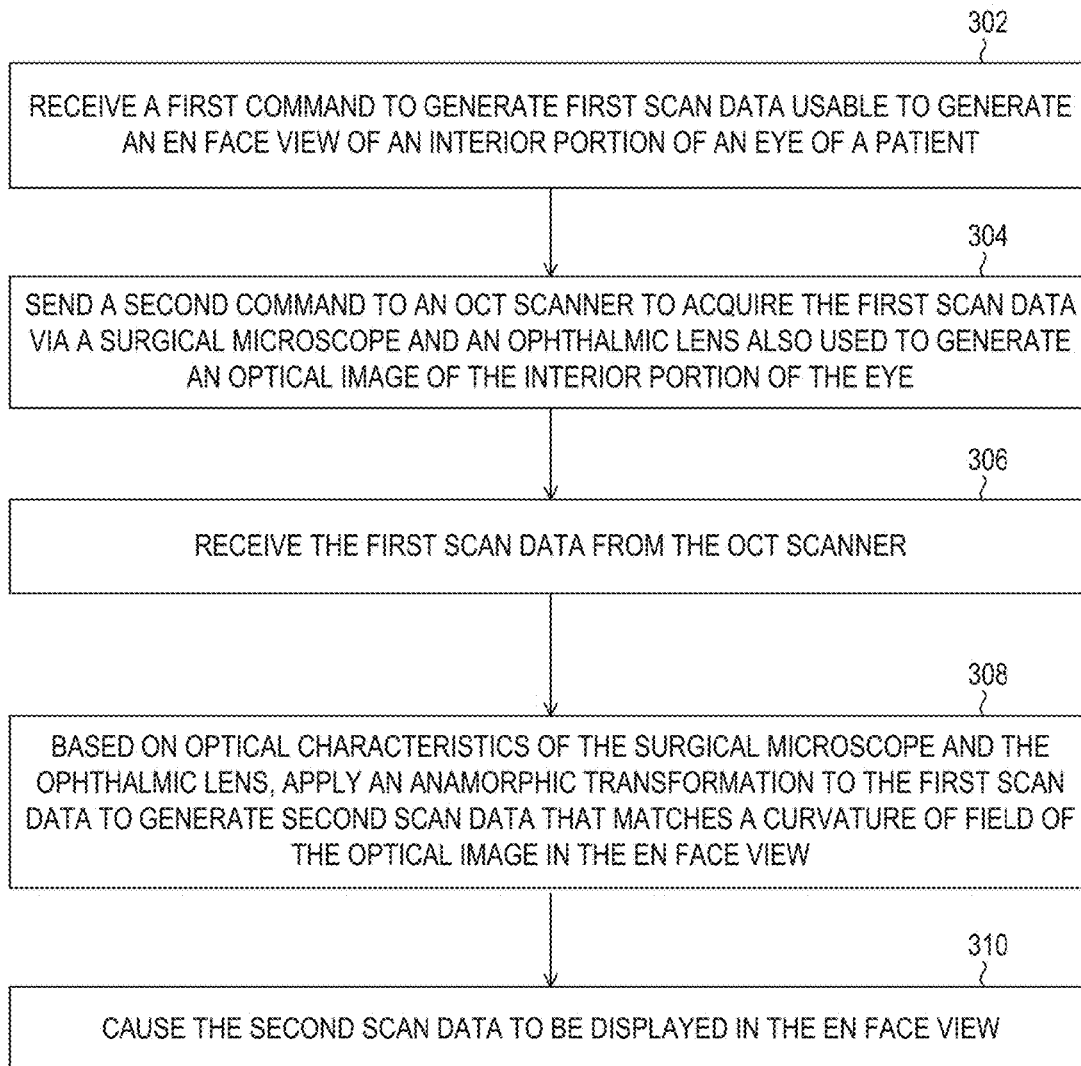 302
RECEIVE A FIRST COMMAND TO GENERATE FIRST SCAN DATA USABLE TO GENERATE
AN EN FACE VIEW OF AN INTERIOR PORTION OF AN EYE OF A PATIENT
304
SEND A SECOND COMMAND TO AN OCT SCANNER TO ACQUIRE THE FIRST SCAN DATA
VIA A SURGICAL MICROSCOPE AND AN OPHTHALMIC LENS ALSO USED TO GENERATE
AN OPTICAL IMAGE OF THE INTERIOR PORTION OF THE EYE
306
RECEIVE THE FIRST SCAN DATA FROM THE OCT SCANNER
308
BASED ON OPTICAL CHARACTERISTICS OF THE SURGICAL MICROSCOPE AND THE
OPHTHALMIC LENS, APPLY AN ANAMORPHIC TRANSFORMATION TO THE FIRST SCAN
DATA TO GENERATE SECOND SCAN DATA THAT MATCHES A CURVATURE OF FIELD OF
THE OPTICAL IMAGE IN THE EN FACE VIEW
310
CAUSE THE SECOND SCAN DATA TO BE DISPLAYED IN THE EN FACE VIEW